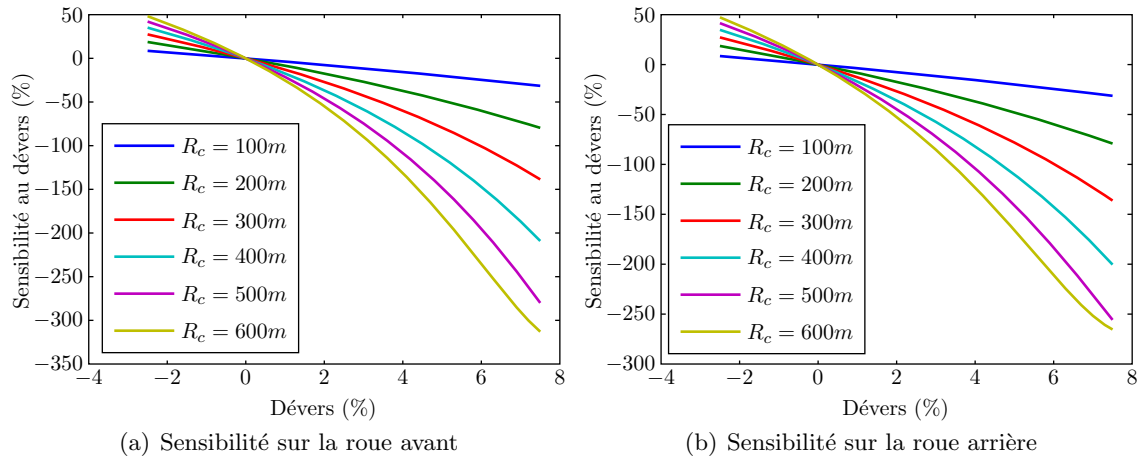 50
0
−50
−100
−150
−200
−250
−300
−350
Sensibilité au dévers (%)
R_c = 100m
R_c = 200m
R_c = 300m
R_c = 400m
R_c = 500m
R_c = 600m
−4 −2 0 2 4 6 8
Dévers (%)
(a) Sensibilité sur la roue avant
50
0
−50
−100
−150
−200
−250
−300
Sensibilité au dévers (%)
R_c = 100m
R_c = 200m
R_c = 300m
R_c = 400m
R_c = 500m
R_c = 600m
−4 −2 0 2 4 6 8
Dévers (%)
(b) Sensibilité sur la roue arrière